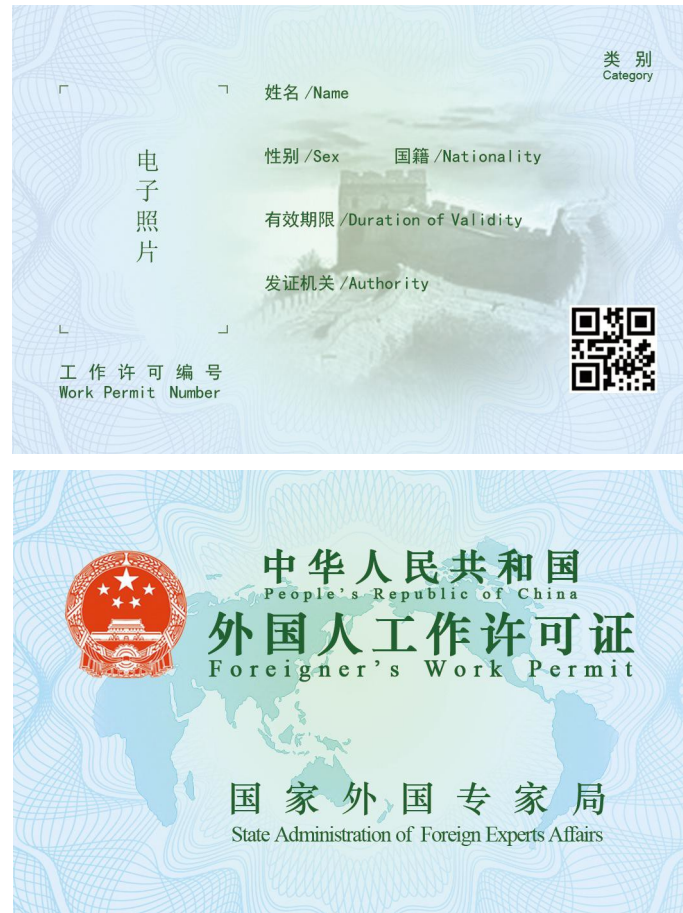 类 别
Category
姓名 /Name
性别 /Sex 国籍 /Nationality
电
子
照
片
有效期限 /Duration of Validity
发证机关 /Authority
工 作 许 可 编 号
Work Permit Number
中华人民共和国
People's Republic of China
外国人工作许可证
Foreigner's Work Permit
国 家 外 国 专 家 局
State Administration of Foreign Experts Affairs